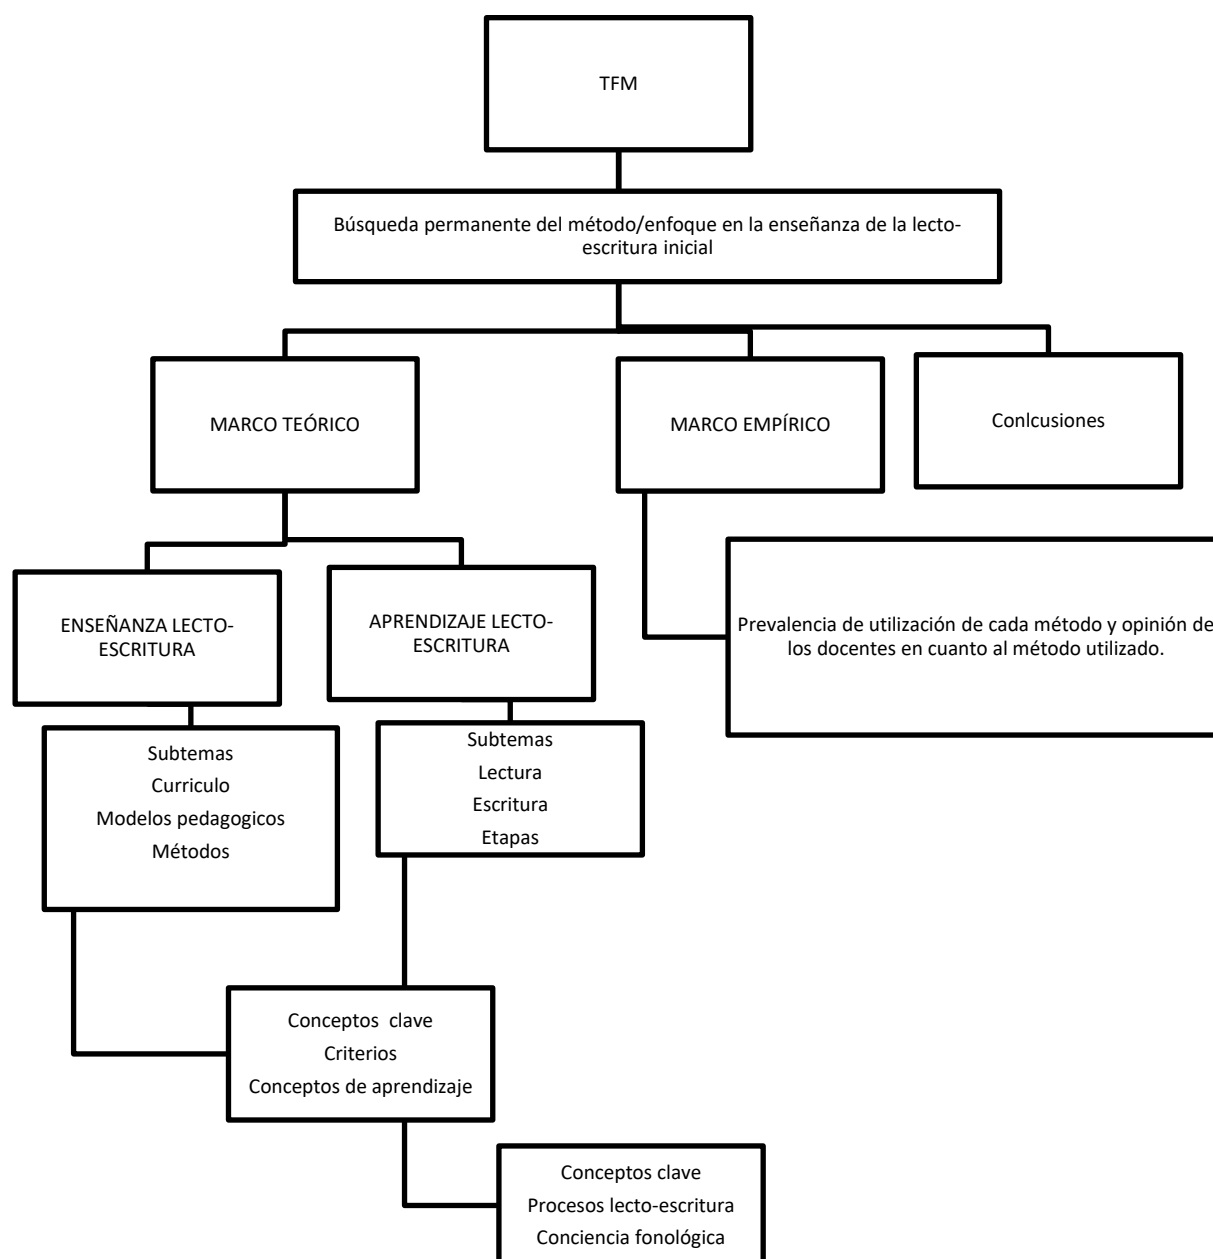 TFM
Búsqueda permanente del método/enfoque en la enseñanza de la lecto-
escritura inicial
MARCO TEÓRICO
MARCO EMPÍRICO
Conlcusiones
ENSEÑANZA LECTO-
ESCRITURA
APRENDIZAJE LECTO-
ESCRITURA
Prevalencia de utilización de cada método y opinión de
los docentes en cuanto al método utilizado.
Subtemas
Curriculo
Modelos pedagogicos
Métodos
Subtemas
Lectura
Escritura
Etapas
Conceptos clave
Criterios
Conceptos de aprendizaje
Conceptos clave
Procesos lecto-escritura
Conciencia fonológica